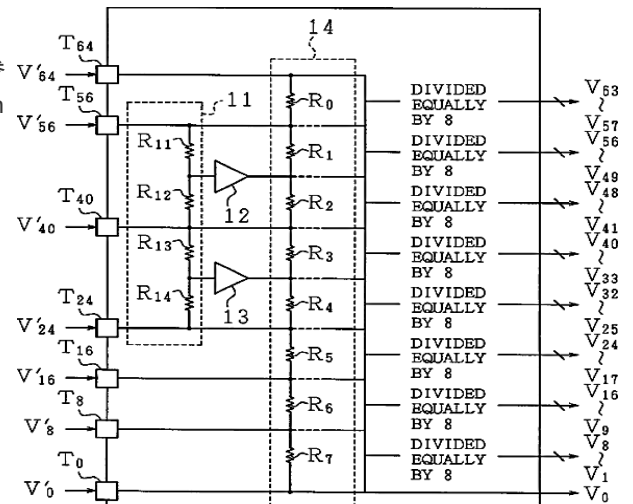 T64
V'64
T56
V'56
T40
V'40
T24
V'24
T16
V'16
T8
V'8
T0
V'0
11
R11
R12
R13
R14
12
13
14
R0
R1
R2
R3
R4
R5
R6
R7
DIVIDED
EQUALLY
BY 8
DIVIDED
EQUALLY
BY 8
DIVIDED
EQUALLY
BY 8
DIVIDED
EQUALLY
BY 8
DIVIDED
EQUALLY
BY 8
DIVIDED
EQUALLY
BY 8
DIVIDED
EQUALLY
BY 8
DIVIDED
EQUALLY
BY 8
V63
~
V57
V56
~
V49
V48
~
V41
V40
~
V33
V32
~
V25
V24
~
V17
V16
~
V9
V8
~
V1
V0